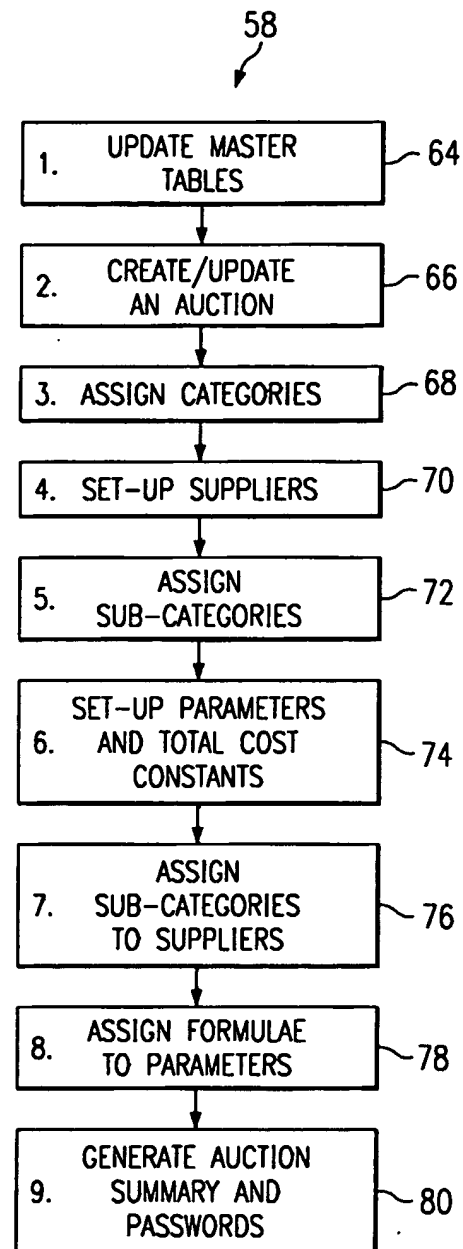 58
1. UPDATE MASTER
TABLES
64
2. CREATE/UPDATE
AN AUCTION
66
3. ASSIGN CATEGORIES
68
4. SET-UP SUPPLIERS
70
5. ASSIGN
SUB-CATEGORIES
72
6. SET-UP PARAMETERS
AND TOTAL COST
CONSTANTS
74
7. ASSIGN
SUB-CATEGORIES
TO SUPPLIERS
76
8. ASSIGN FORMULAE
TO PARAMETERS
78
9. GENERATE AUCTION
SUMMARY AND
PASSWORDS
80